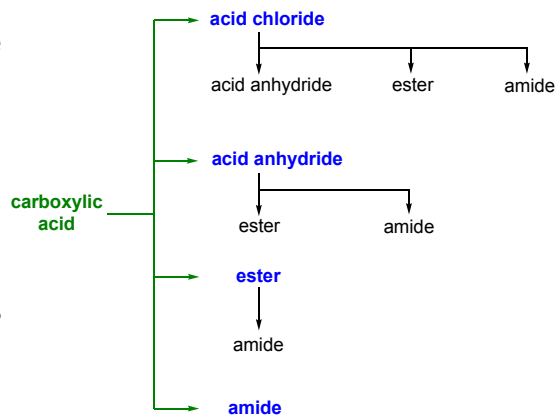 acid chloride
acid anhydride ester amide
acid anhydride
carboxylic
acid
ester amide
ester
amide
amide